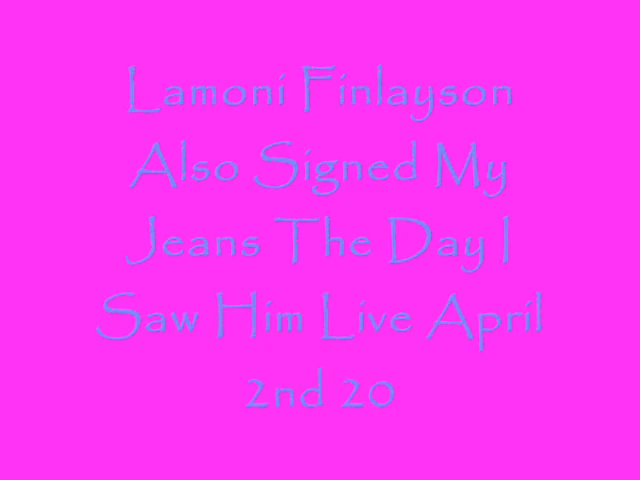 Lamoni Finlayson
Also Signed My
Jeans The Day I
Saw Him Live April
2nd 20